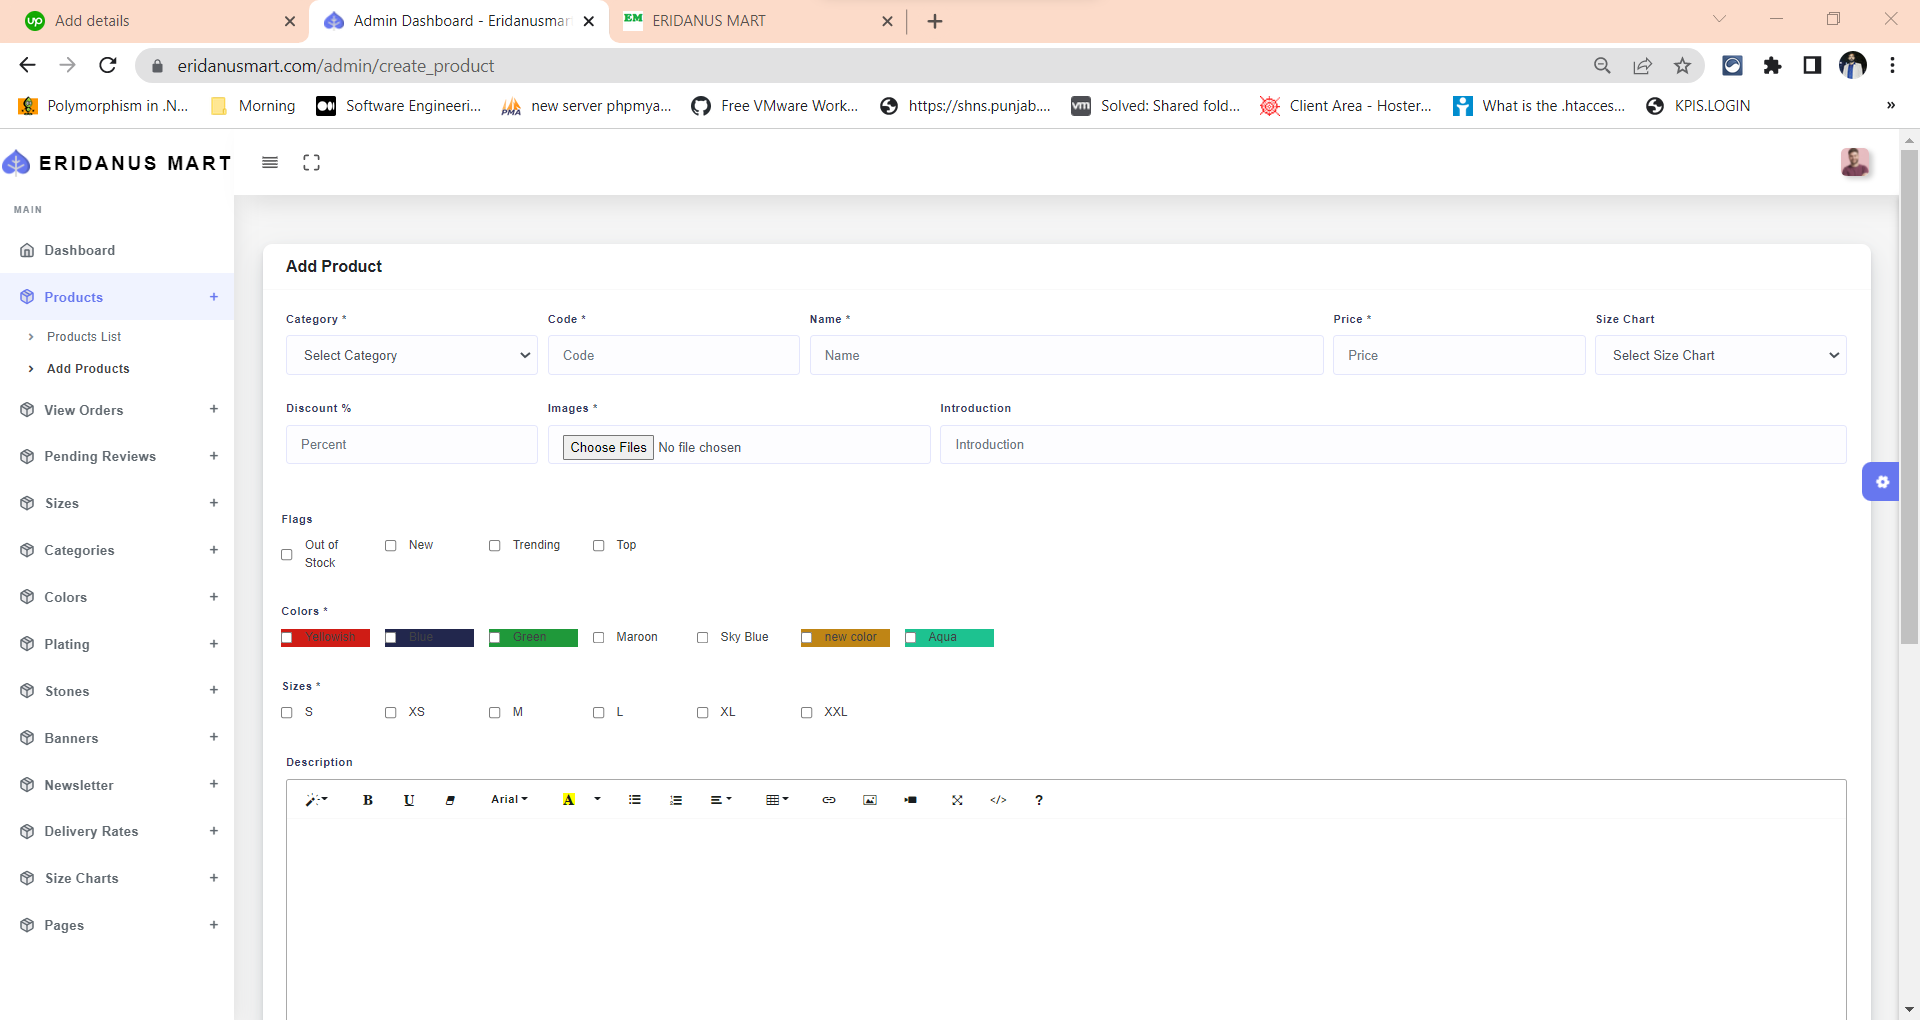 Add details
Admin Dashboard - Eridanusmar
EM ERIDANUS MART
eridanusmart.com/admin/create_product
Polymorphism in .N...
Morning
Software Engineeri...
PMA new server phpmya...
Free VMware Work...
https://shns.punjab....
vm Solved: Shared fold...
Client Area - Hoster...
What is the .htacces...
KPIS.LOGIN
»
ERIDANUS MART
MAIN
Dashboard
Products +
Products List
Add Products
View Orders +
Pending Reviews +
Sizes +
Categories +
Colors +
Plating +
Stones +
Banners +
Newsletter +
Delivery Rates +
Size Charts +
Pages +
Add Product
Category * Code * Name * Price * Size Chart
Select Category Code Name Price Select Size Chart
Discount % Images * Introduction
Percent Choose Files No file chosen Introduction
Flags
Out of Stock New Trending Top
Colors *
Yellowish Blue Green Maroon Sky Blue new color Aqua
Sizes *
S XS M L XL XXL
Description
B U Arial A </> ?